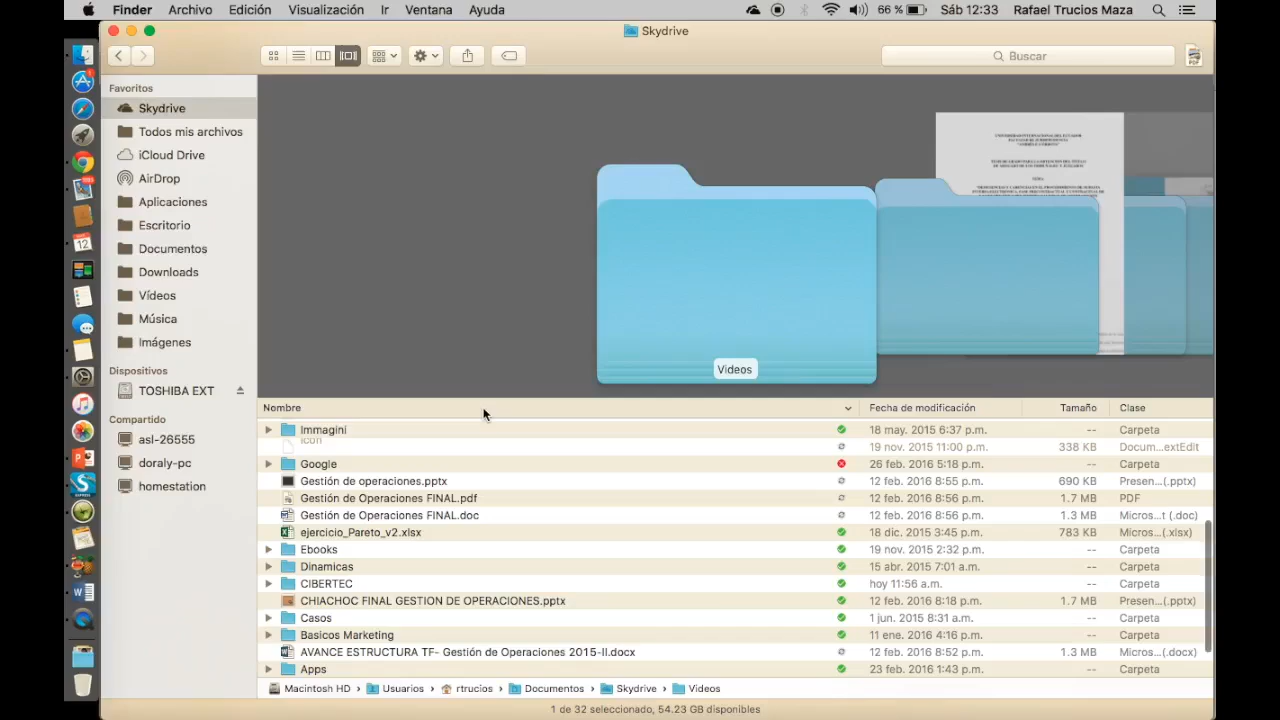 Finder Archivo Edición Visualización Ir Ventana Ayuda 66 % Sáb 12:33 Rafael Trucios Maza
Skydrive
Buscar
Favoritos
Skydrive
Todos mis archivos
iCloud Drive
AirDrop
Aplicaciones
Escritorio
Documentos
Downloads
Vídeos
Música
Imágenes
Dispositivos
TOSHIBA EXT
Compartido
asl-26555
doraly-pc
homestation
12
Videos
Nombre Fecha de modificación Tamaño Clase
Immagini 18 may. 2015 6:37 p.m. -- Carpeta
Icon 19 nov. 2015 11:00 p.m. 338 KB Docum...extEdit
Google 26 feb. 2016 5:18 p.m. -- Carpeta
Gestión de operaciones.pptx 12 feb. 2016 8:55 p.m. 690 KB Presen...(.pptx)
Gestión de Operaciones FINAL.pdf 12 feb. 2016 8:56 p.m. 1.7 MB PDF
Gestión de Operaciones FINAL.doc 12 feb. 2016 8:56 p.m. 1.3 MB Micros...t (.doc)
ejercicio_Pareto_v2.xlsx 18 dic. 2015 3:45 p.m. 783 KB Micros...(.xlsx)
Ebooks 19 nov. 2015 2:32 p.m. -- Carpeta
Dinamicas 15 abr. 2015 7:01 a.m. -- Carpeta
CIBERTEC hoy 11:56 a.m. -- Carpeta
CHIACHOC FINAL GESTION DE OPERACIONES.pptx 12 feb. 2016 8:18 p.m. 1.7 MB Presen...(.pptx)
Casos 1 jun. 2015 8:31 a.m. -- Carpeta
Basicos Marketing 11 ene. 2016 4:16 p.m. -- Carpeta
AVANCE ESTRUCTURA TF- Gestión de Operaciones 2015-II.docx 12 feb. 2016 8:52 p.m. 1.3 MB Micros...(.docx)
Apps 23 feb. 2016 1:43 p.m. -- Carpeta
Macintosh HD › Usuarios › rtrucios › Documentos › Skydrive › Videos
1 de 32 seleccionado, 54.23 GB disponibles